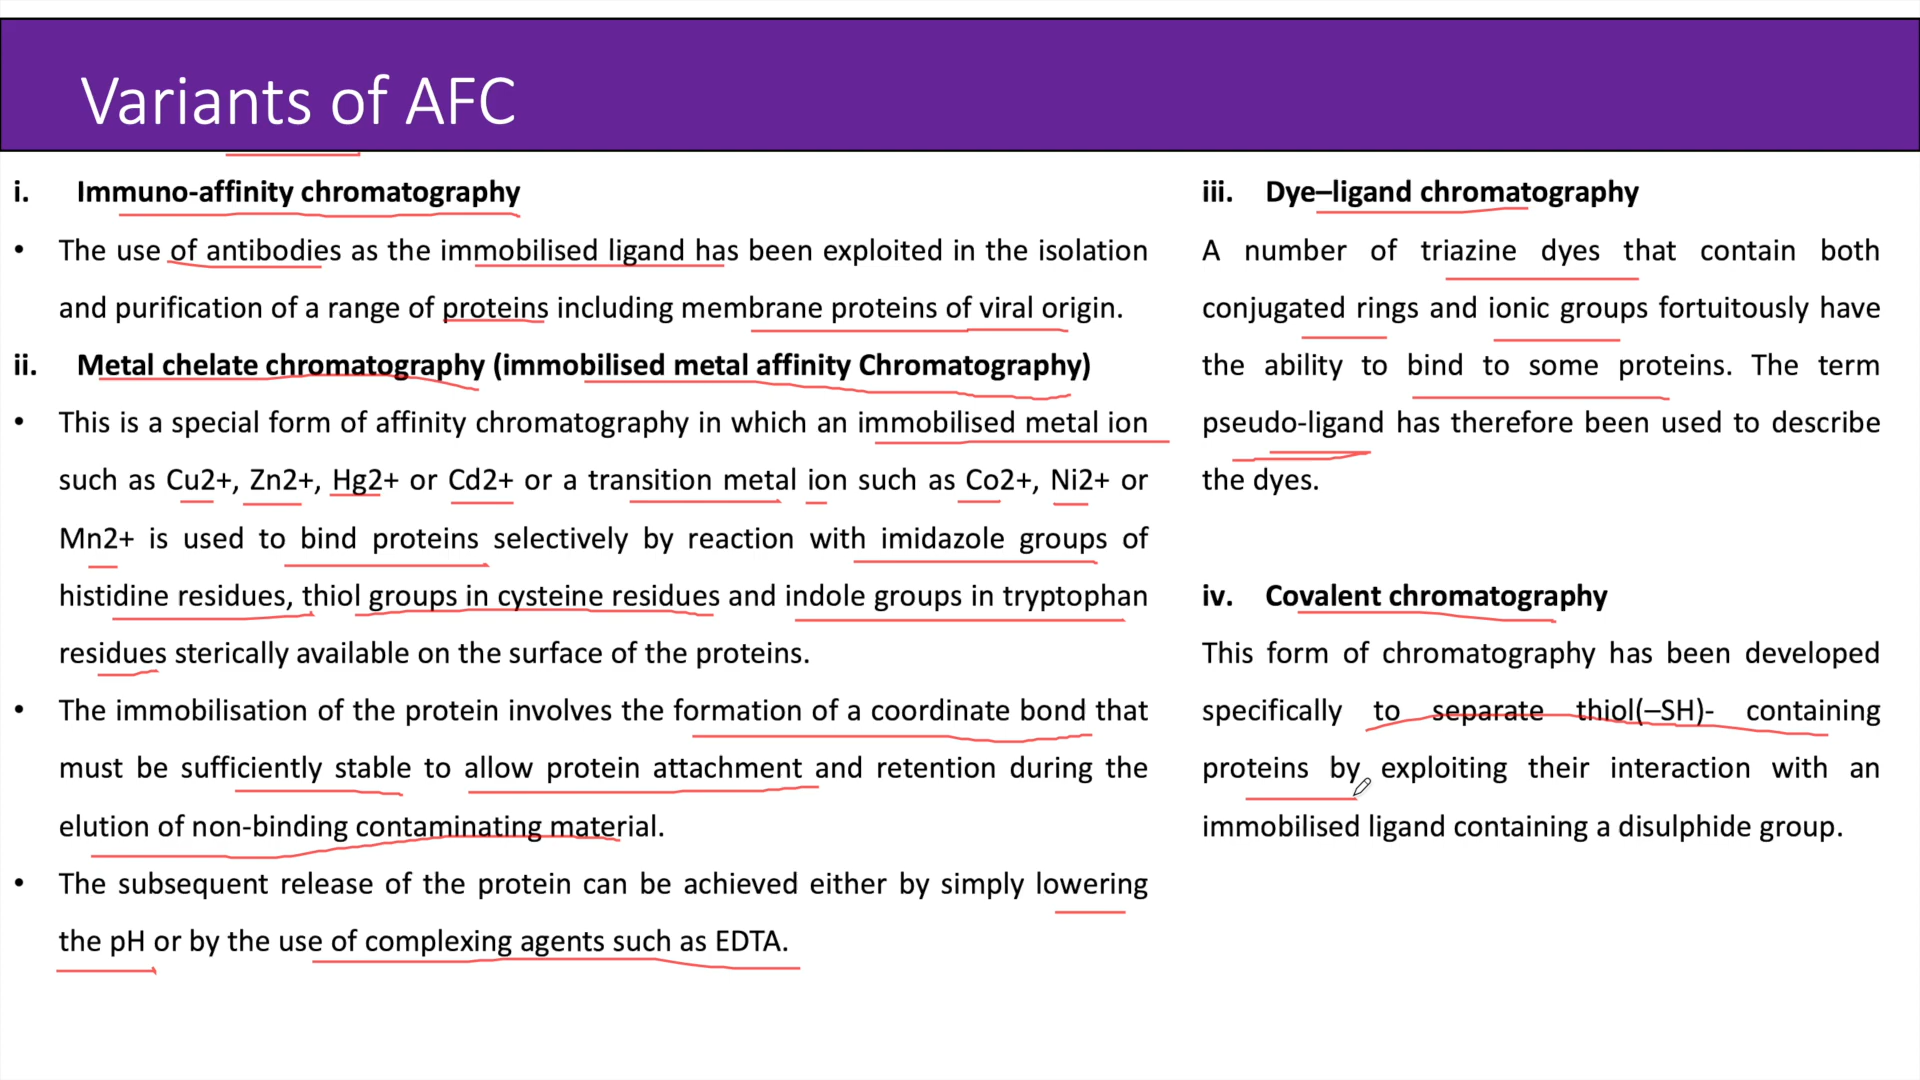 Variants of AFC
i. Immuno-affinity chromatography
• The use of antibodies as the immobilised ligand has been exploited in the isolation
and purification of a range of proteins including membrane proteins of viral origin.
ii. Metal chelate chromatography (immobilised metal affinity Chromatography)
• This is a special form of affinity chromatography in which an immobilised metal ion
such as Cu2+, Zn2+, Hg2+ or Cd2+ or a transition metal ion such as Co2+, Ni2+ or
Mn2+ is used to bind proteins selectively by reaction with imidazole groups of
histidine residues, thiol groups in cysteine residues and indole groups in tryptophan
residues sterically available on the surface of the proteins.
• The immobilisation of the protein involves the formation of a coordinate bond that
must be sufficiently stable to allow protein attachment and retention during the
elution of non-binding contaminating material.
• The subsequent release of the protein can be achieved either by simply lowering
the pH or by the use of complexing agents such as EDTA.
iii. Dye–ligand chromatography
A number of triazine dyes that contain both
conjugated rings and ionic groups fortuitously have
the ability to bind to some proteins. The term
pseudo-ligand has therefore been used to describe
the dyes.
iv. Covalent chromatography
This form of chromatography has been developed
specifically to separate thiol(–SH)- containing
proteins by exploiting their interaction with an
immobilised ligand containing a disulphide group.